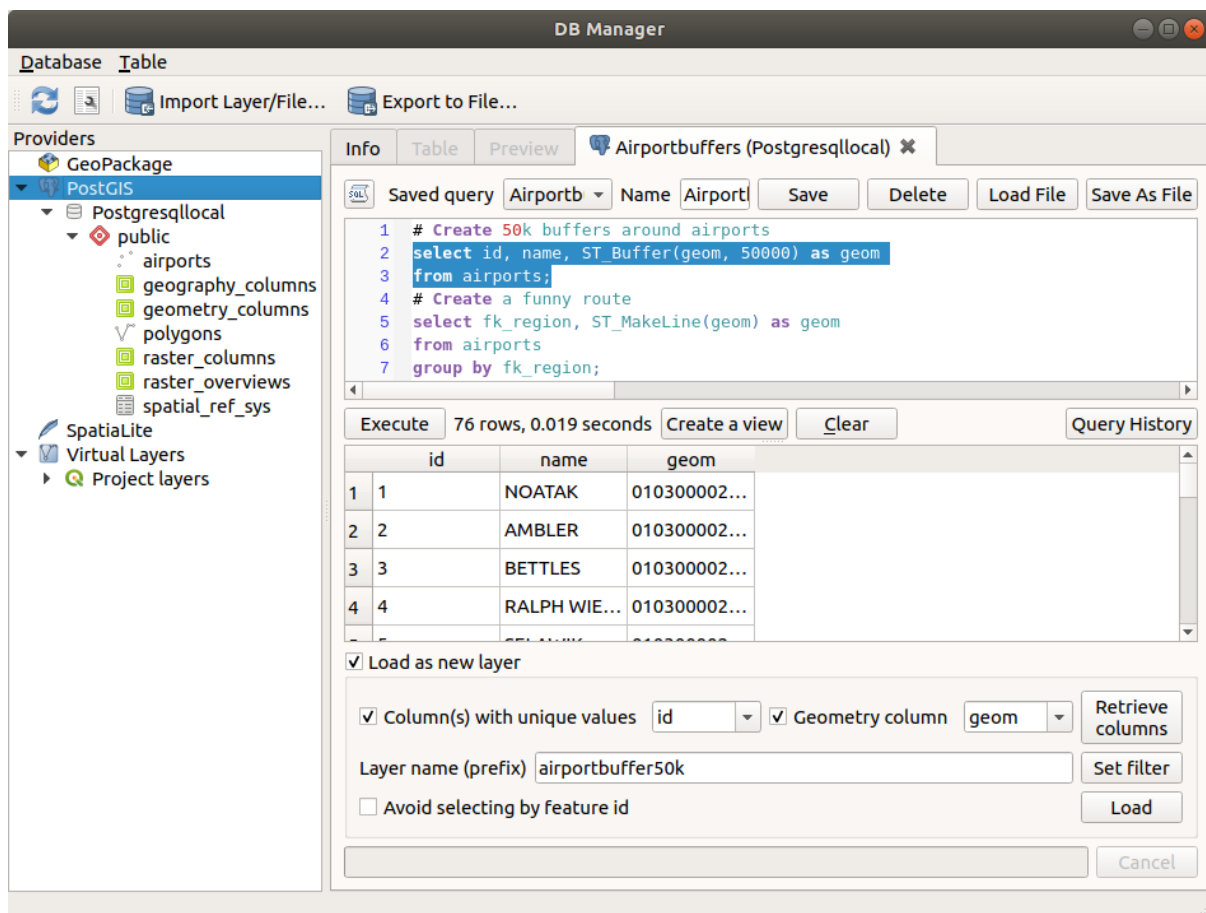 DB Manager
Database Table
Import Layer/File... Export to File...
Providers
GeoPackage
PostGIS
Postgresqllocal
public
airports
geography_columns
geometry_columns
polygons
raster_columns
raster_overviews
spatial_ref_sys
SpatiaLite
Virtual Layers
Project layers
Info Table Preview Airportbuffers (Postgresqllocal)
SQL Saved query Airportb Name Airportl Save Delete Load File Save As File
1 # Create 50k buffers around airports
2 select id, name, ST_Buffer(geom, 50000) as geom
3 from airports;
4 # Create a funny route
5 select fk_region, ST_MakeLine(geom) as geom
6 from airports
7 group by fk_region;
Execute 76 rows, 0.019 seconds Create a view Clear Query History
id name geom
1 1 NOATAK 010300002...
2 2 AMBLER 010300002...
3 3 BETTLES 010300002...
4 4 RALPH WIE... 010300002...
Load as new layer
Column(s) with unique values id Geometry column geom Retrieve columns
Layer name (prefix) airportbuffer50k Set filter
Avoid selecting by feature id Load
Cancel